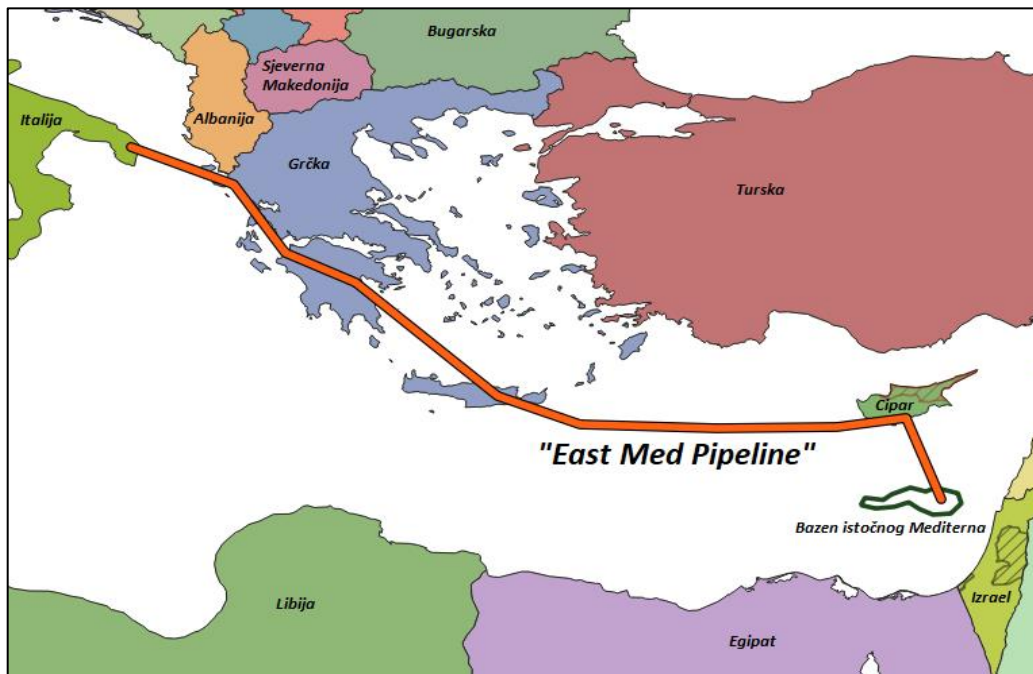 Bugarska
Sjeverna
Makedonija
Italija
Albanija
Grčka
Turska
Cipar
"East Med Pipeline"
Bazen istočnog Mediterna
Libija
Izrael
Egipat